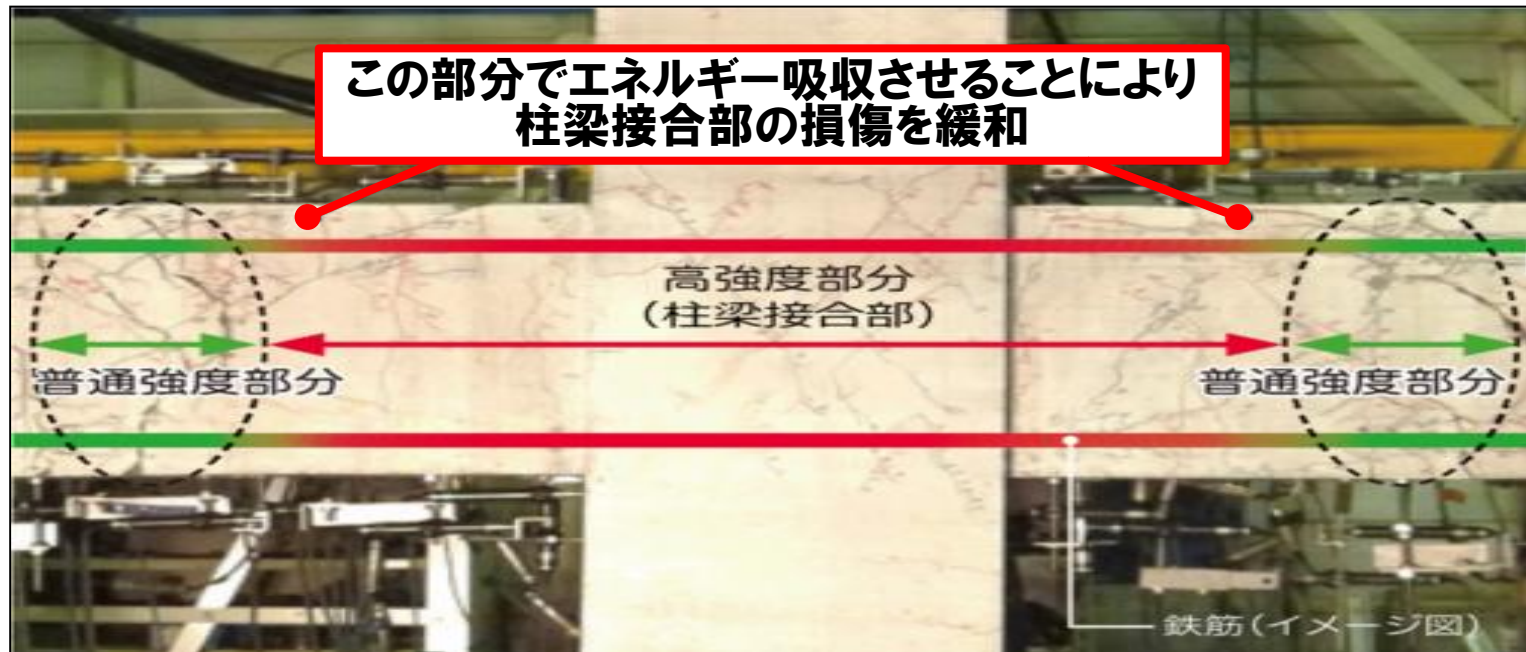 この部分でエネルギー吸収させることにより
柱梁接合部の損傷を緩和
高強度部分
(柱梁接合部)
普通強度部分
普通強度部分
鉄筋(イメージ図)